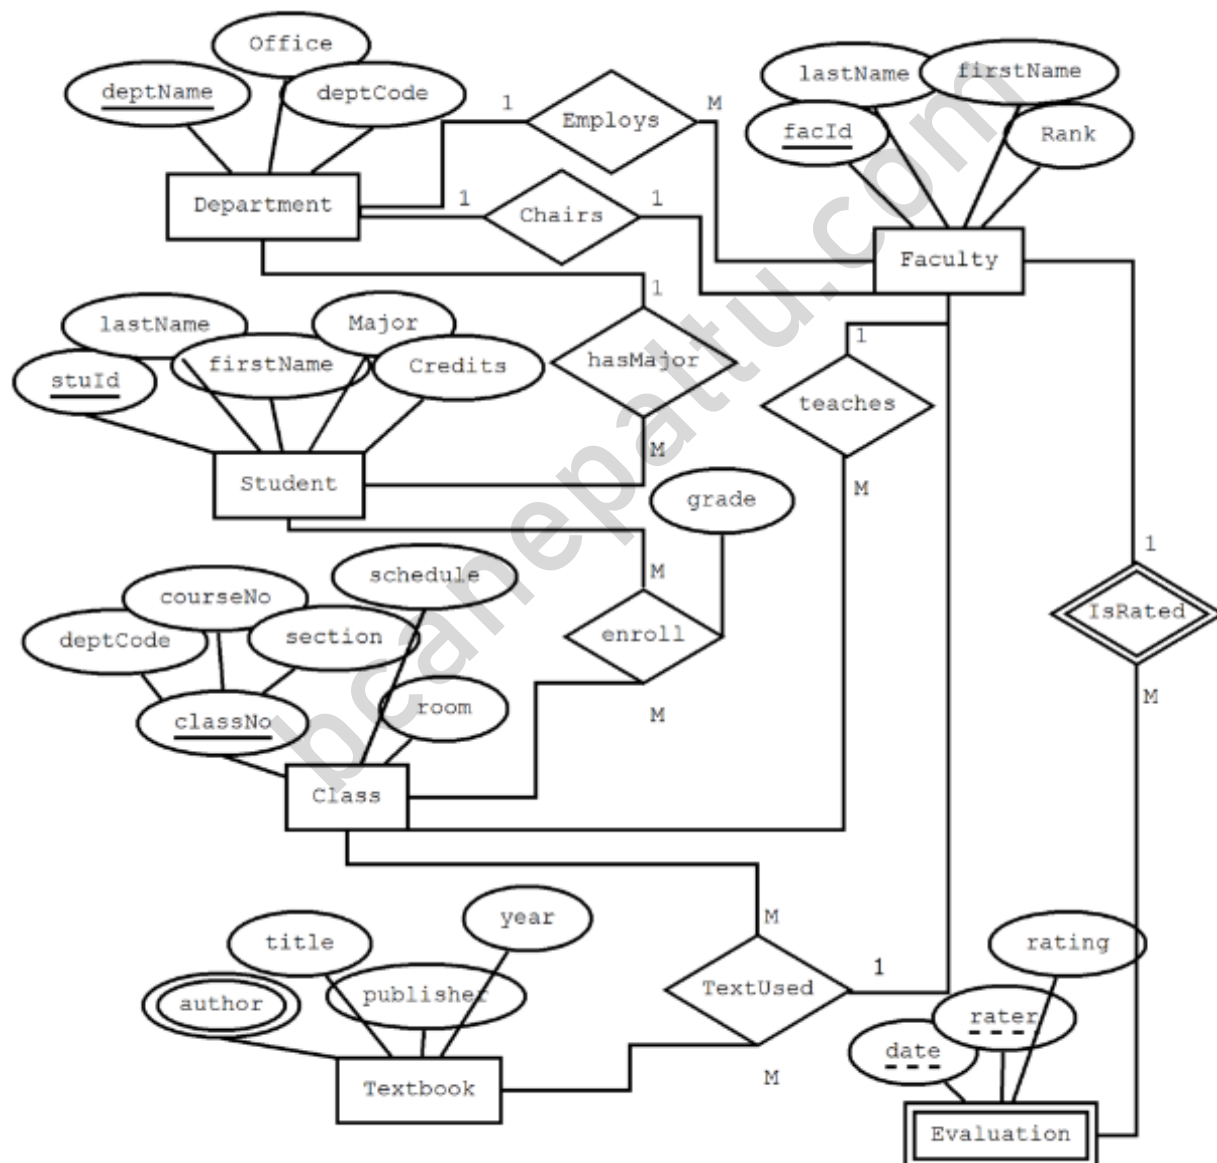 Office
deptName
deptCode
1
Employs
M
lastName
firstName
facId
Rank
Department
1
Chairs
1
Faculty
lastName
Major
1
stuId
firstName
Credits
hasMajor
1
teaches
Student
M
M
grade
schedule
M
1
courseNo
deptCode
section
enroll
IsRated
classNo
room
M
M
Class
title
year
M
rating
author
publisher
TextUsed
1
rater
date
Textbook
M
Evaluation
bcanepaltu.com